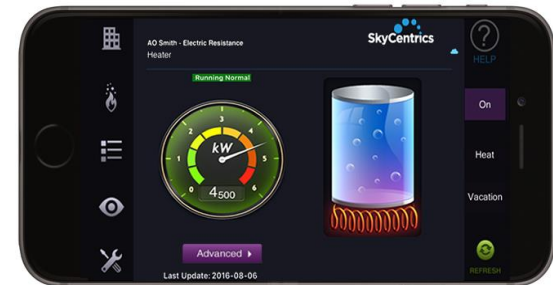 AO Smith - Electric Resistance
Heater
SkyCentrics
HELP
Running Normal
On
3
2
4
kW
1
5
Heat
0
6
4500
Vacation
Advanced
Last Update: 2016-08-06
REFRESH